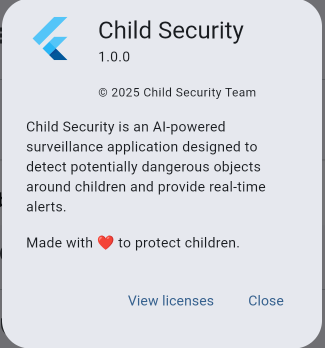 Child Security
1.0.0
© 2025 Child Security Team
Child Security is an AI-powered
surveillance application designed to
detect potentially dangerous objects
around children and provide real-time
alerts.
Made with ❤️ to protect children.
View licenses Close